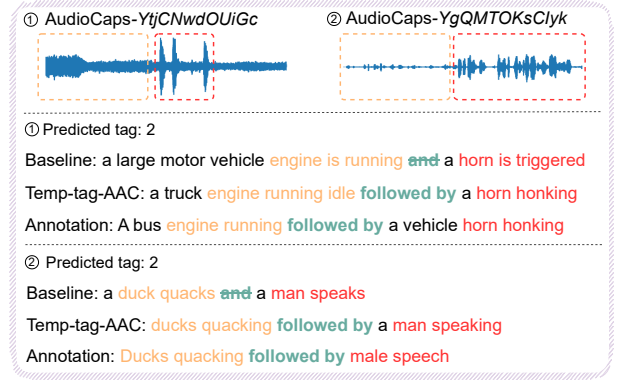 ① AudioCaps-YtjCNwdOUiGc ② AudioCaps-YgQMTOKsCIyk
① Predicted tag: 2
Baseline: a large motor vehicle engine is running and a horn is triggered
Temp-tag-AAC: a truck engine running idle followed by a horn honking
Annotation: A bus engine running followed by a vehicle horn honking
② Predicted tag: 2
Baseline: a duck quacks and a man speaks
Temp-tag-AAC: ducks quacking followed by a man speaking
Annotation: Ducks quacking followed by male speech